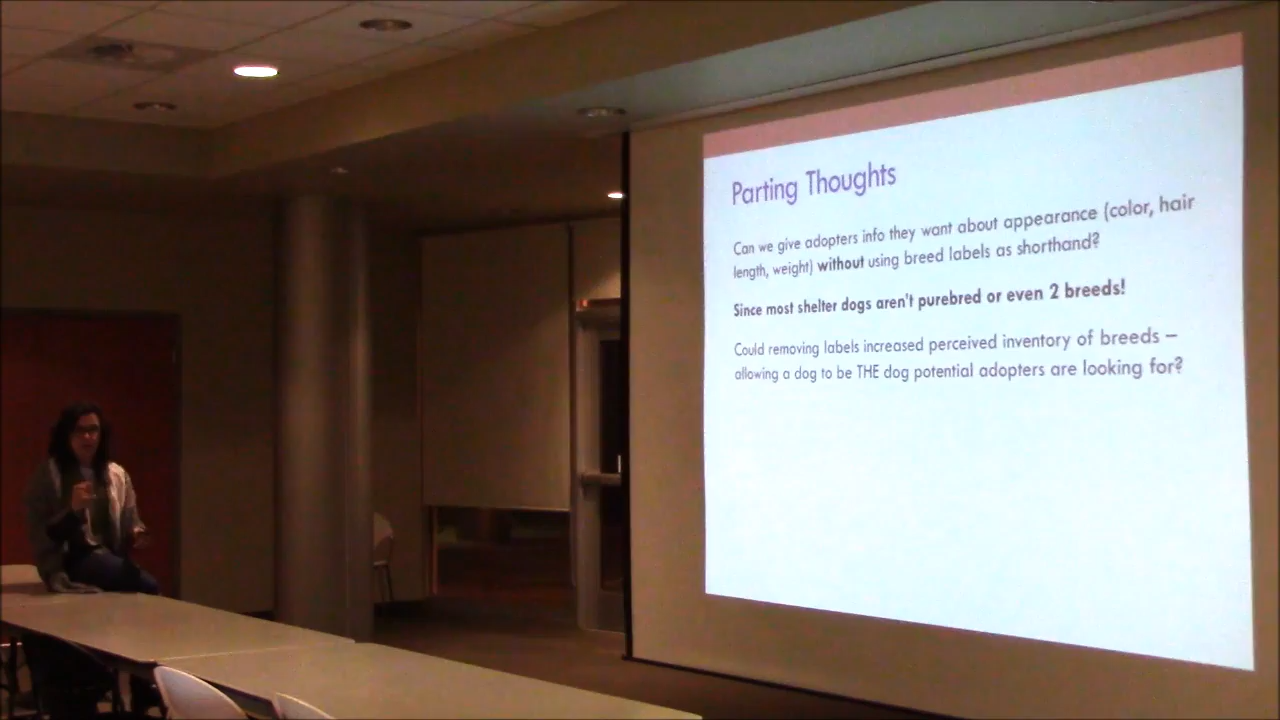 Parting Thoughts
Can we give adopters info they want about appearance (color, hair
length, weight) without using breed labels as shorthand?
Since most shelter dogs aren't purebred or even 2 breeds!
Could removing labels increased perceived inventory of breeds –
allowing a dog to be THE dog potential adopters are looking for?